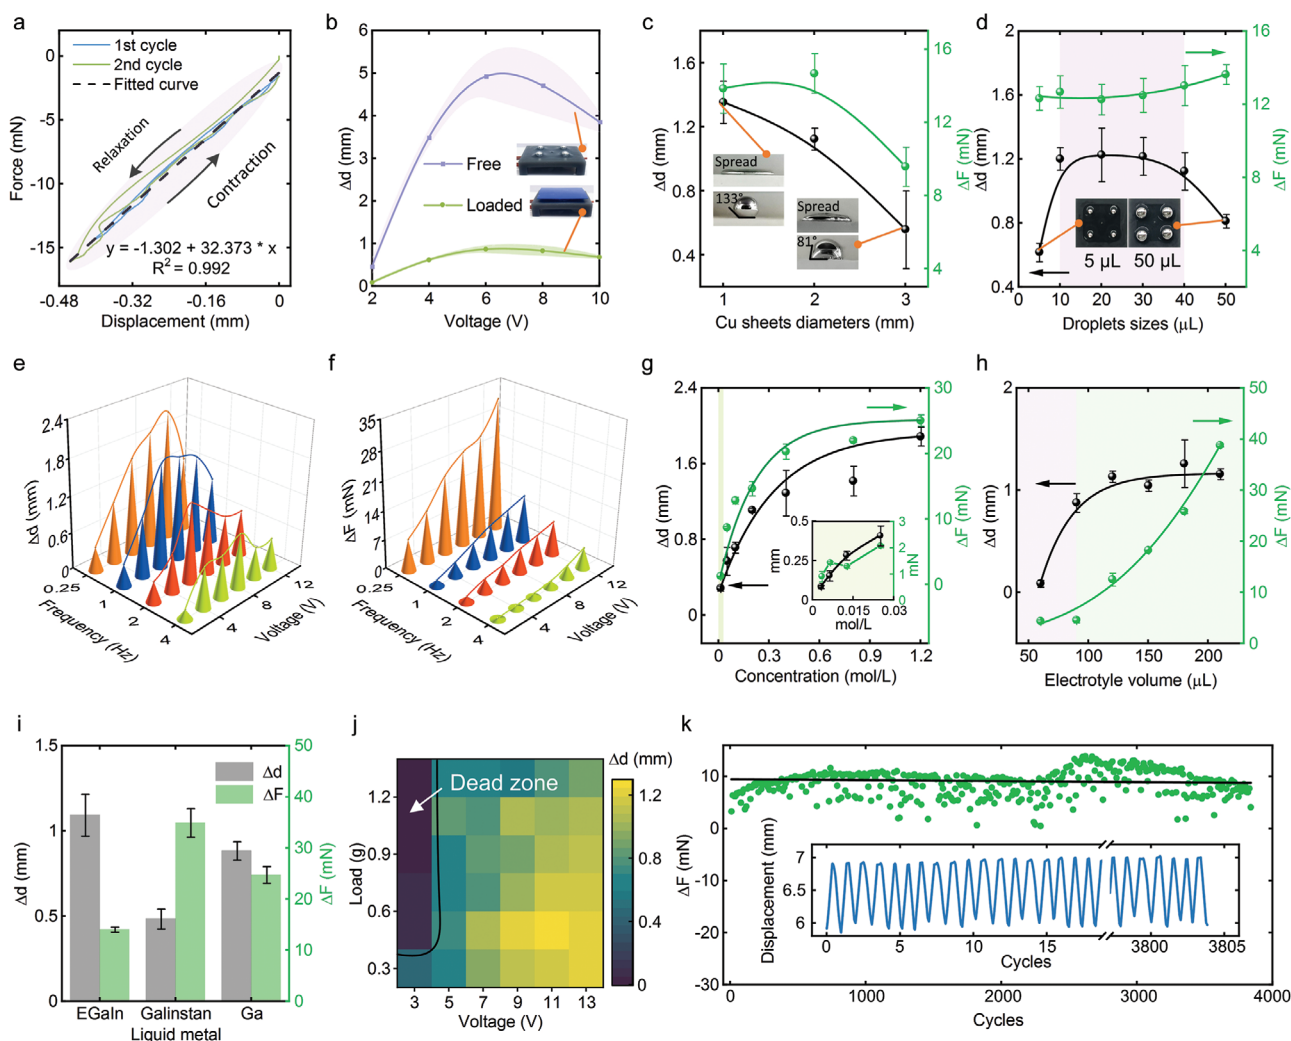 a
1st cycle
2nd cycle
Fitted curve
Relaxation
Contraction
y = -1.302 + 32.373 * x
R² = 0.992
Force (mN)
0
-5
-10
-15
-0.48 -0.32 -0.16 0
Displacement (mm)
b
Δd (mm)
6
5
4
3
2
1
0
Free
Loaded
2 4 6 8 10
Voltage (V)
c
Δd (mm)
1.6
1.2
0.8
0.4
Spread
133°
Spread
81°
16
12
8
4
ΔF (mN)
1 2 3
Cu sheets diameters (mm)
d
Δd (mm)
2
1.6
1.2
0.8
0.4
5 µL 50 µL
16
12
8
4
ΔF (mN)
0 10 20 30 40 50
Droplets sizes (µL)
e
Δd (mm)
2.4
1.8
1.2
0.6
0
0.25
1
2
4
Frequency (Hz)
4
8
12
Voltage (V)
f
ΔF (mN)
35
28
21
14
7
0
0.25
1
2
4
Frequency (Hz)
4
8
12
Voltage (V)
g
Δd (mm)
2.4
1.6
0.8
0
30
20
10
0
ΔF (mN)
0.5
0
mm
3
2
1
0
mN
0 0.015 0.03
mol/L
0 0.3 0.6 0.9 1.2
Concentration (mol/L)
h
Δd (mm)
2
1
0
50
40
30
20
10
0
ΔF (mN)
50 100 150 200
Electrotyle volume (µL)
i
Δd (mm)
1.5
1
0.5
0
Δd
ΔF
50
40
30
20
10
0
ΔF (mN)
EGaIn Galinstan Ga
Liquid metal
j
Dead zone
Load (g)
1.2
0.9
0.6
0.3
3 5 7 9 11 13
Voltage (V)
Δd (mm)
1.2
0.8
0.4
0
k
ΔF (mN)
10
0
-10
-20
-30
Displacement (mm)
7
6.5
6
0 5 10 15 3800 3805
Cycles
0 1000 2000 3000 4000
Cycles